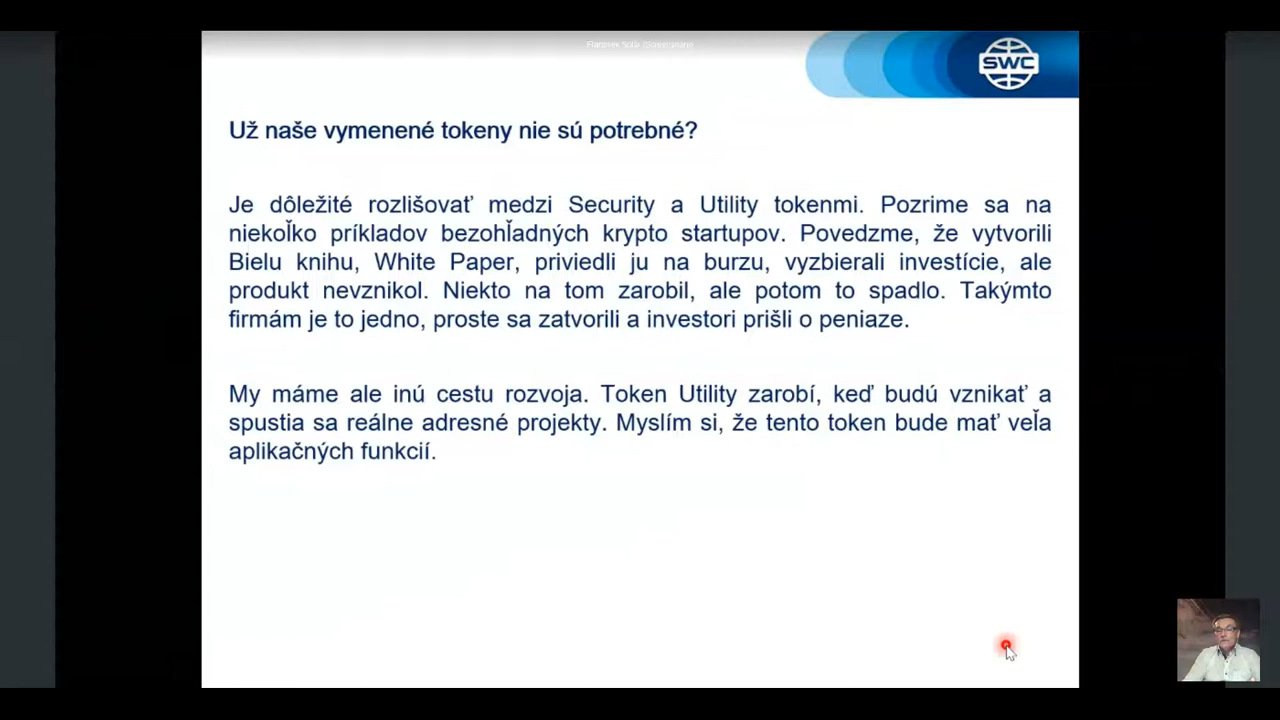 SWC
Už naše vymenené tokeny nie sú potrebné?
Je dôležité rozlišovať medzi Security a Utility tokenmi. Pozrime sa na
niekoľko príkladov bezohľadných krypto startupov. Povedzme, že vytvorili
Bielu knihu, White Paper, priviedli ju na burzu, vyzbierali investície, ale
produkt nevznikol. Niekto na tom zarobil, ale potom to spadlo. Takýmto
firmám je to jedno, proste sa zatvorili a investori prišli o peniaze.
My máme ale inú cestu rozvoja. Token Utility zarobí, keď budú vznikať a
spustia sa reálne adresné projekty. Myslím si, že tento token bude mať veľa
aplikačných funkcií.